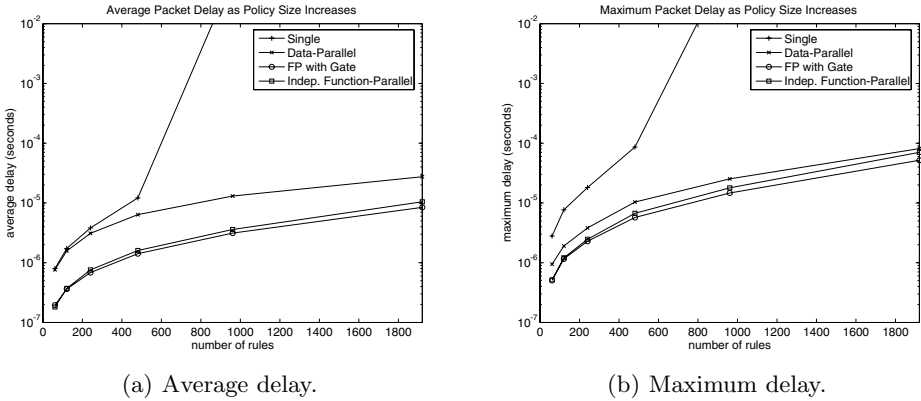 Average Packet Delay as Policy Size Increases
10^-2
10^-3
10^-4
10^-5
10^-6
10^-7
average delay (seconds)
Single
Data-Parallel
FP with Gate
Indep. Function-Parallel
0 200 400 600 800 1000 1200 1400 1600 1800
number of rules
(a) Average delay.
Maximum Packet Delay as Policy Size Increases
10^-2
10^-3
10^-4
10^-5
10^-6
10^-7
maximum delay (seconds)
Single
Data-Parallel
FP with Gate
Indep. Function-Parallel
0 200 400 600 800 1000 1200 1400 1600 1800
number of rules
(b) Maximum delay.